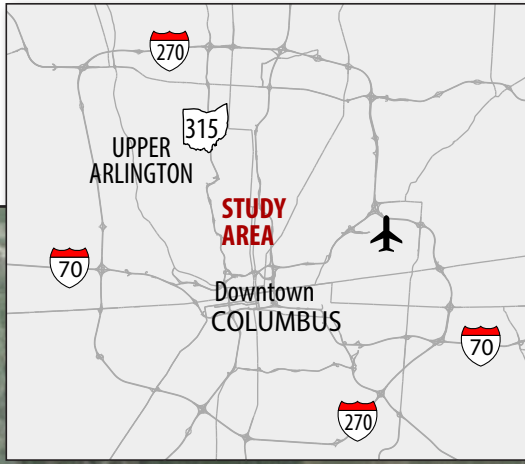 270
315
UPPER
ARLINGTON
STUDY
AREA
70
Downtown
COLUMBUS
70
270